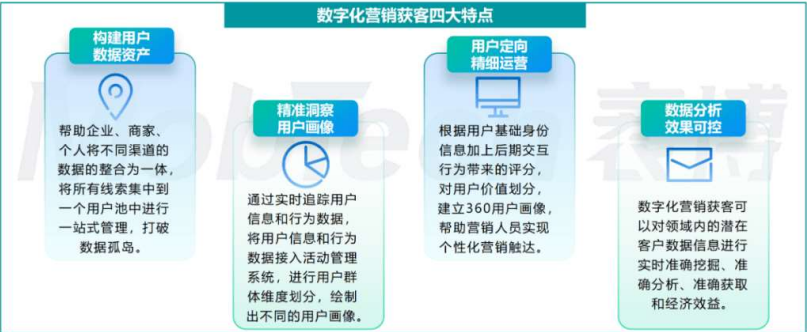 数字化营销获客四大特点
构建用户
数据资产
帮助企业、商家、
个人将不同渠道的
数据的整合为一体，
将所有线索集中到
一个用户池中进行
一站式管理，打破
数据孤岛。
精准洞察
用户画像
通过实时追踪用户
信息和行为数据，
将用户信息和行为
数据接入活动管理
系统，进行用户群
体维度划分，绘制
出不同的用户画像。
用户定向
精细运营
根据用户基础身份
信息加上后期交互
行为带来的评分，
对用户价值划分，
建立360用户画像，
帮助营销人员实现
个性化营销触达。
数据分析
效果可控
数字化营销获客可
以对领域内的潜在
客户数据信息进行
实时准确挖掘、准
确分析、准确获取
和经济效益。